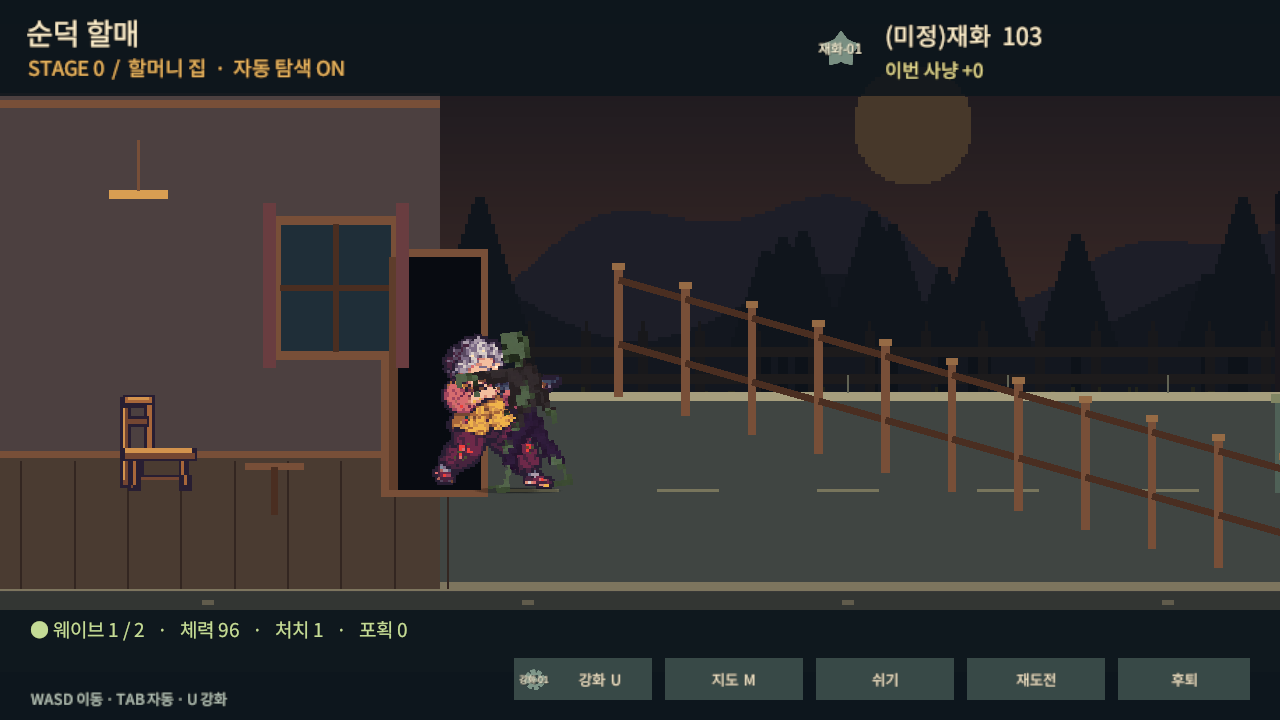 순덕 할매
STAGE 0 / 할머니 집 · 자동 탐색 ON
재화-01
(미정)재화 103
이번 사냥 +0
웨이브 1 / 2 · 체력 96 · 처치 1 · 포획 0
강화-01
강화 U
지도 M
쉬기
재도전
후퇴
WASD 이동 · TAB 자동 · U 강화